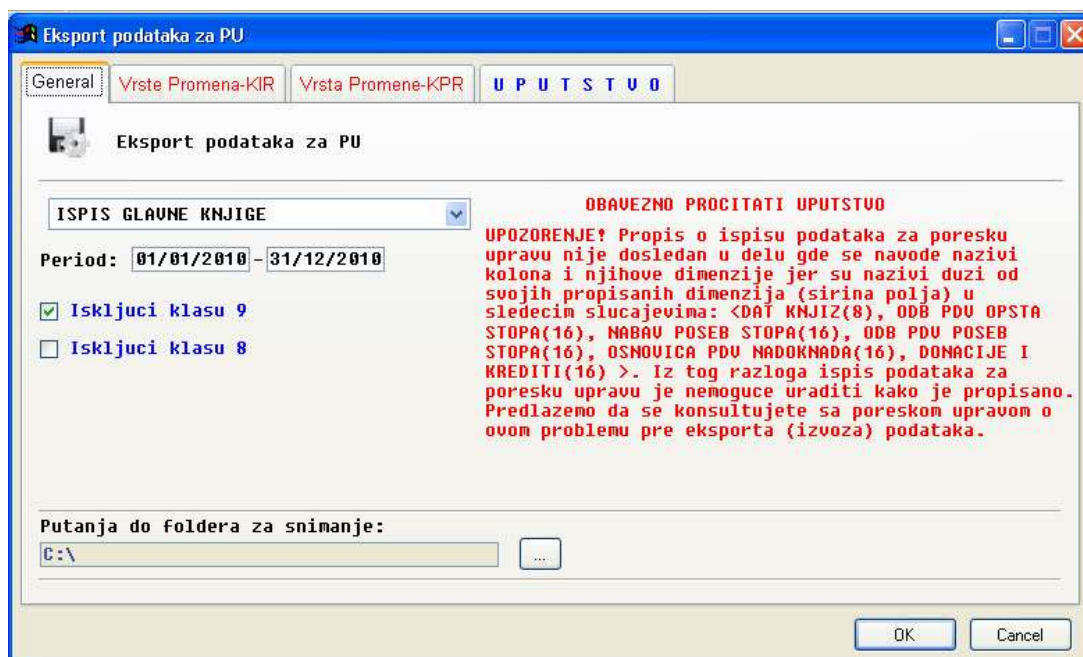 Eksport podataka za PU
General
Vrste Promena-KIR
Vrsta Promene-KPR
U P U T S T V O
Eksport podataka za PU
ISPIS GLAVNE KNJIGE
Period: 01/01/2010-31/12/2010
Iskljuci klasu 9
Iskljuci klasu 8
OBAVEZNO PROCITATI UPUTSTVO
UPOZORENJE! Propis o ispisu podataka za poresku
upravu nije dosledan u delu gde se navode nazivi
kolona i njihove dimenzije jer su nazivi duzi od
svojih propisanih dimenzija (sirina polja) u
sledecim slucajevima: <DAT KNJIZ(8), ODB PDV OPSTA
STOPA(16), NABAV POSEB STOPA(16), ODB PDV POSEB
STOPA(16), OSNOVICA PDV NADOKNADA(16), DONACIJE I
KREDITI(16) >. Iz tog razloga ispis podataka za
poresku upravu je nemoguce uraditi kako je propisano.
Predlazemo da se konsultujete sa poreskom upravom o
ovom problemu pre eksporta (izvoza) podataka.
Putanja do foldera za snimanje:
C:\
...
OK
Cancel